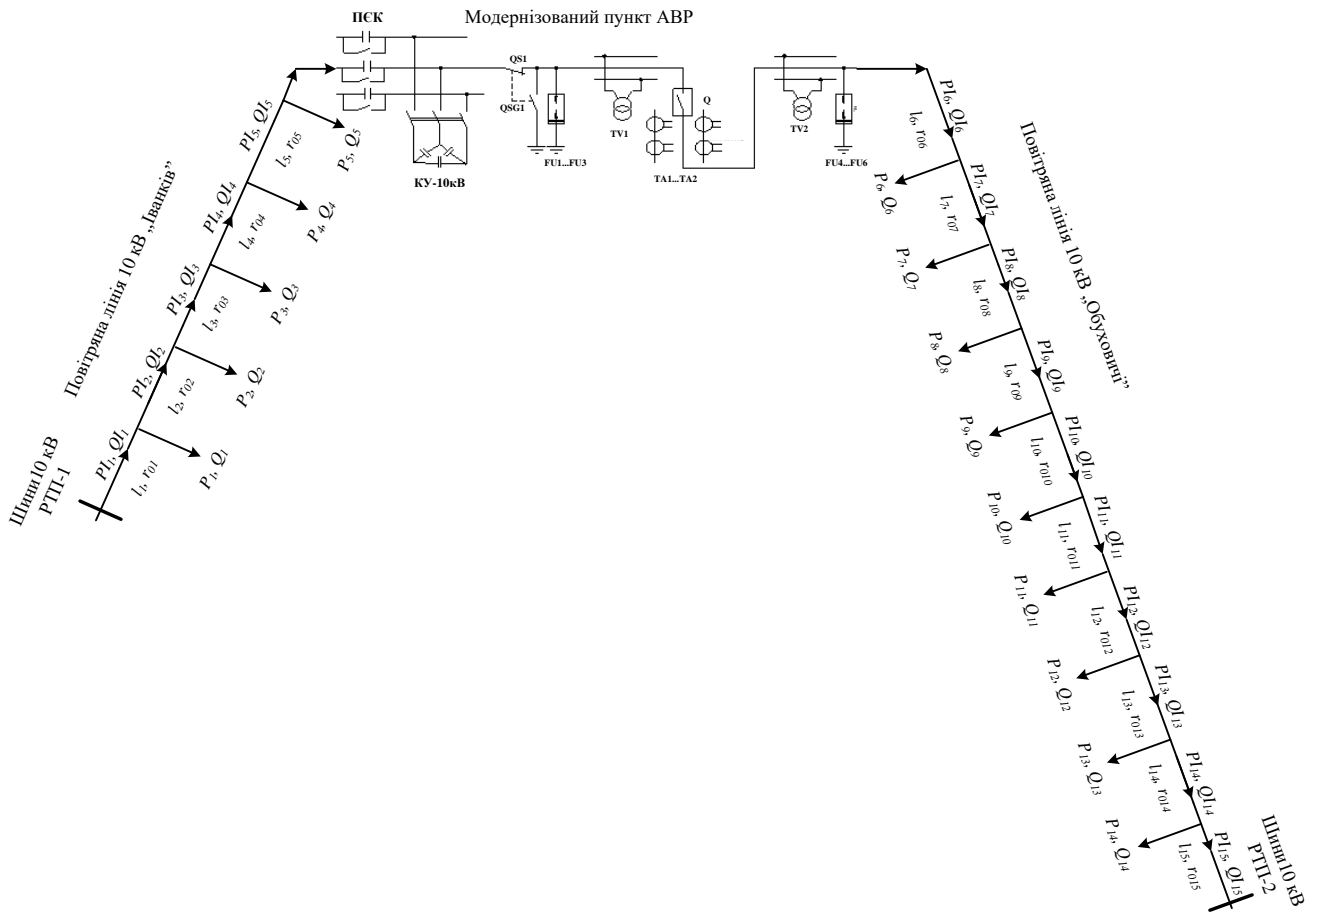 ПЄК
Модернізований пункт АВР
QS1
QSG1
КУ-10кВ
FU1...FU3
TV1
Q
TA1...TA2
TV2
FU4...FU6
Повітряна лінія 10 кВ „Іванків”
Шини10 кВ
РТП-1
PI1, QI1
l1, r01
P1, Q1
PI2, QI2
l2, r02
P2, Q2
PI3, QI3
l3, r03
P3, Q3
PI4, QI4
l4, r04
P4, Q4
PI5, QI5
l5, r05
P5, Q5
Повітряна лінія 10 кВ „Обуховичі”
PI6, QI6
l6, r06
P6, Q6
PI7, QI7
l7, r07
P7, Q7
PI8, QI8
l8, r08
P8, Q8
PI9, QI9
l9, r09
P9, Q9
PI10, QI10
l10, r010
P10, Q10
PI11, QI11
l11, r011
P11, Q11
PI12, QI12
l12, r012
P12, Q12
PI13, QI13
l13, r013
P13, Q13
PI14, QI14
l14, r014
P14, Q14
PI15, QI15
l15, r015
Шини10 кВ
РТП-2